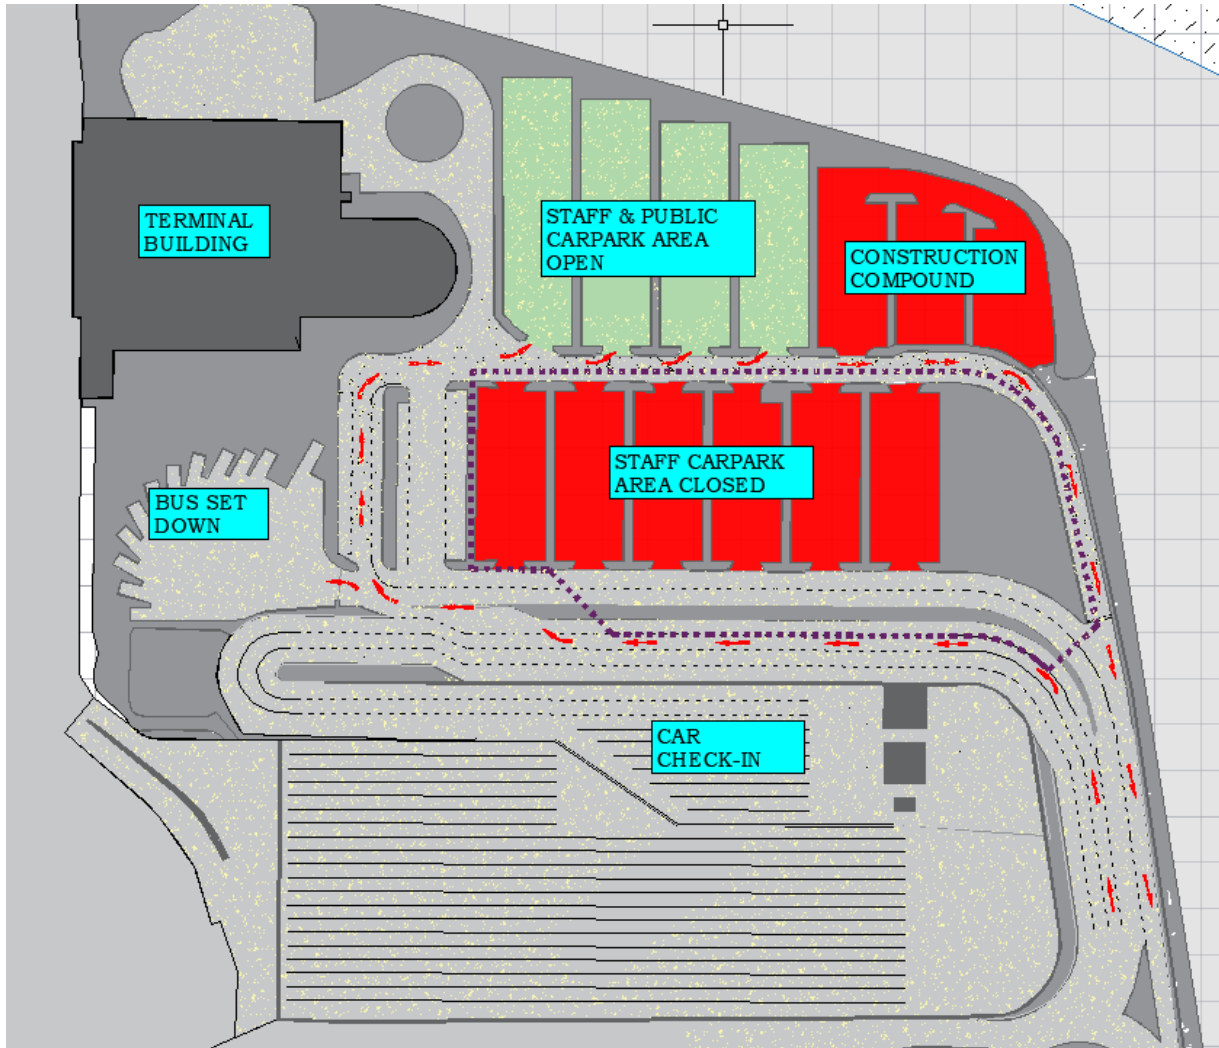 TERMINAL
BUILDING
STAFF & PUBLIC
CARPARK AREA
OPEN
CONSTRUCTION
COMPOUND
STAFF CARPARK
AREA CLOSED
BUS SET
DOWN
CAR
CHECK-IN